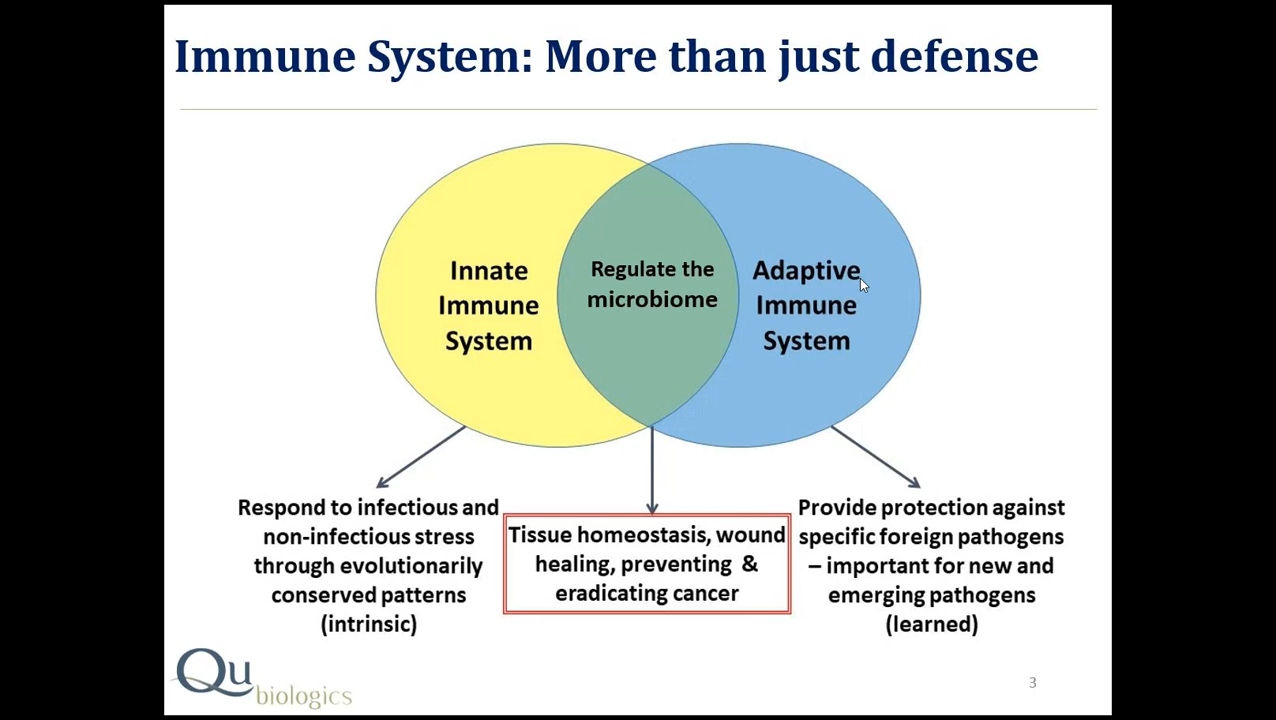 Immune System: More than just defense
Innate
Immune
System
Regulate the
microbiome
Adaptive
Immune
System
Respond to infectious and
non-infectious stress
through evolutionarily
conserved patterns
(intrinsic)
Tissue homeostasis, wound
healing, preventing & 
eradicating cancer
Provide protection against
specific foreign pathogens
– important for new and
emerging pathogens
(learned)
Qu
biologics
3